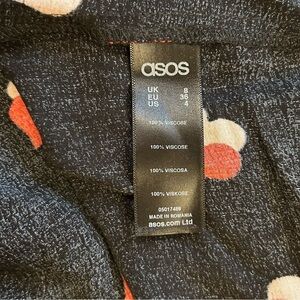 asos
UK 8
EU 36
US 4
100% VISCOSE
100% VISCOSE
100% VISCOSA
100% VISKOSE
05017489
MADE IN ROMANIA
asos.com Ltd